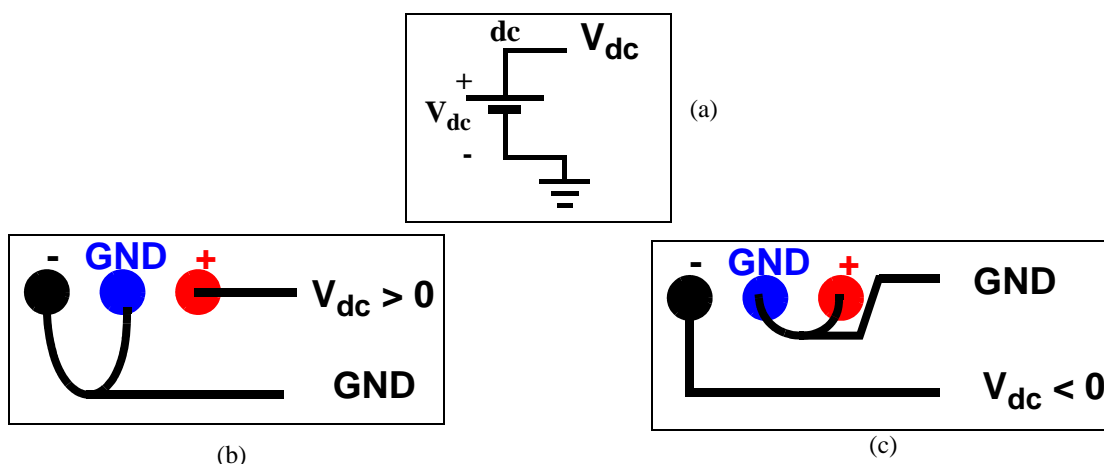 dc V_dc
+
V_dc
-
(a)
- GND +
V_dc > 0
GND
(b)
- GND +
GND
V_dc < 0
(c)